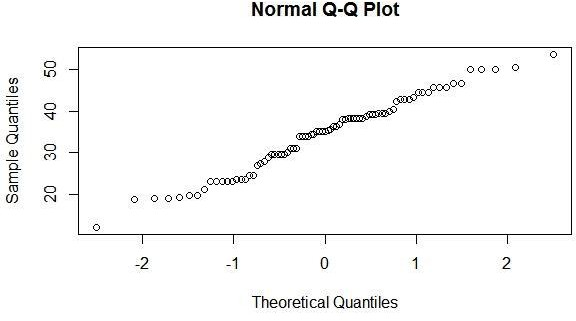 Normal Q-Q Plot
Sample Quantiles
50
40
30
20
-2 -1 0 1 2
Theoretical Quantiles